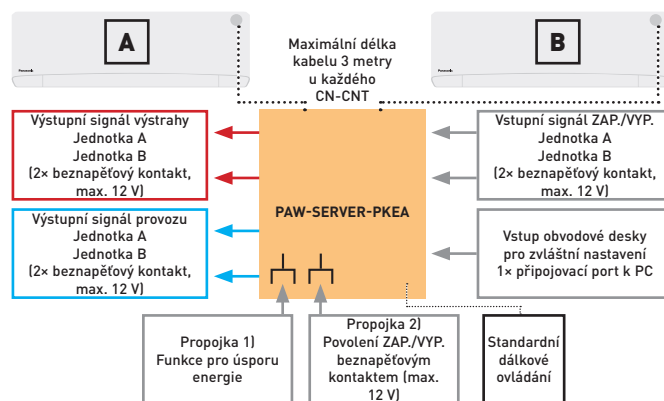 A
B
Panasonic
Panasonic
Maximální délka
kabelu 3 metry
u každého
CN-CNT
Výstupní signál výstrahy
Jednotka A
Jednotka B
(2× beznapěťový kontakt,
max. 12 V)
Výstupní signál provozu
Jednotka A
Jednotka B
(2× beznapěťový kontakt,
max. 12 V)
PAW-SERVER-PKEA
Vstupní signál ZAP./VYP.
Jednotka A
Jednotka B
(2× beznapěťový kontakt,
max. 12 V)
Vstup obvodové desky
pro zvláštní nastavení
1× připojovací port k PC
Propojka 1)
Funkce pro úsporu
energie
Propojka 2)
Povolení ZAP./VYP.
beznapěťovým
kontaktem (max.
12 V)
Standardní
dálkové
ovládání